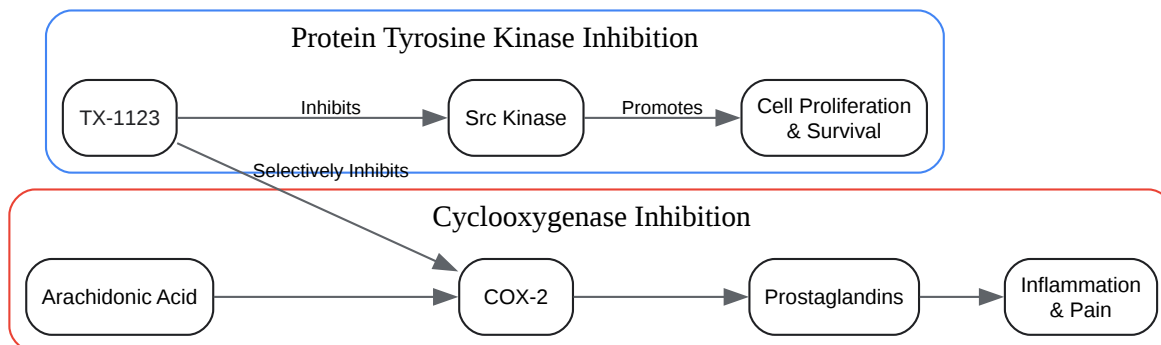 Protein Tyrosine Kinase Inhibition
TX-1123
Inhibits
Src Kinase
Promotes
Cell Proliferation
& Survival
Selectively Inhibits
Cyclooxygenase Inhibition
Arachidonic Acid
COX-2
Prostaglandins
Inflammation
& Pain